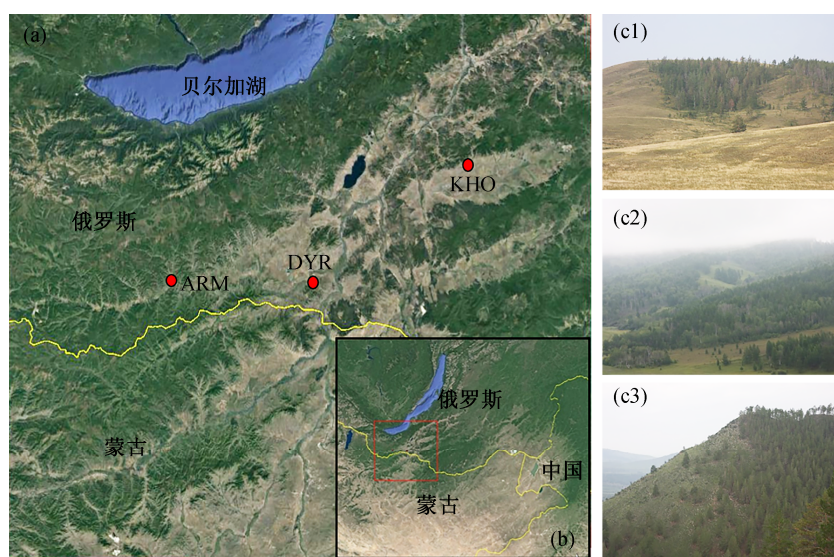 (a)
贝尔加湖
KHO
俄罗斯
DYR
ARM
蒙古
俄罗斯
中国
蒙古
(b)
(c1)
(c2)
(c3)